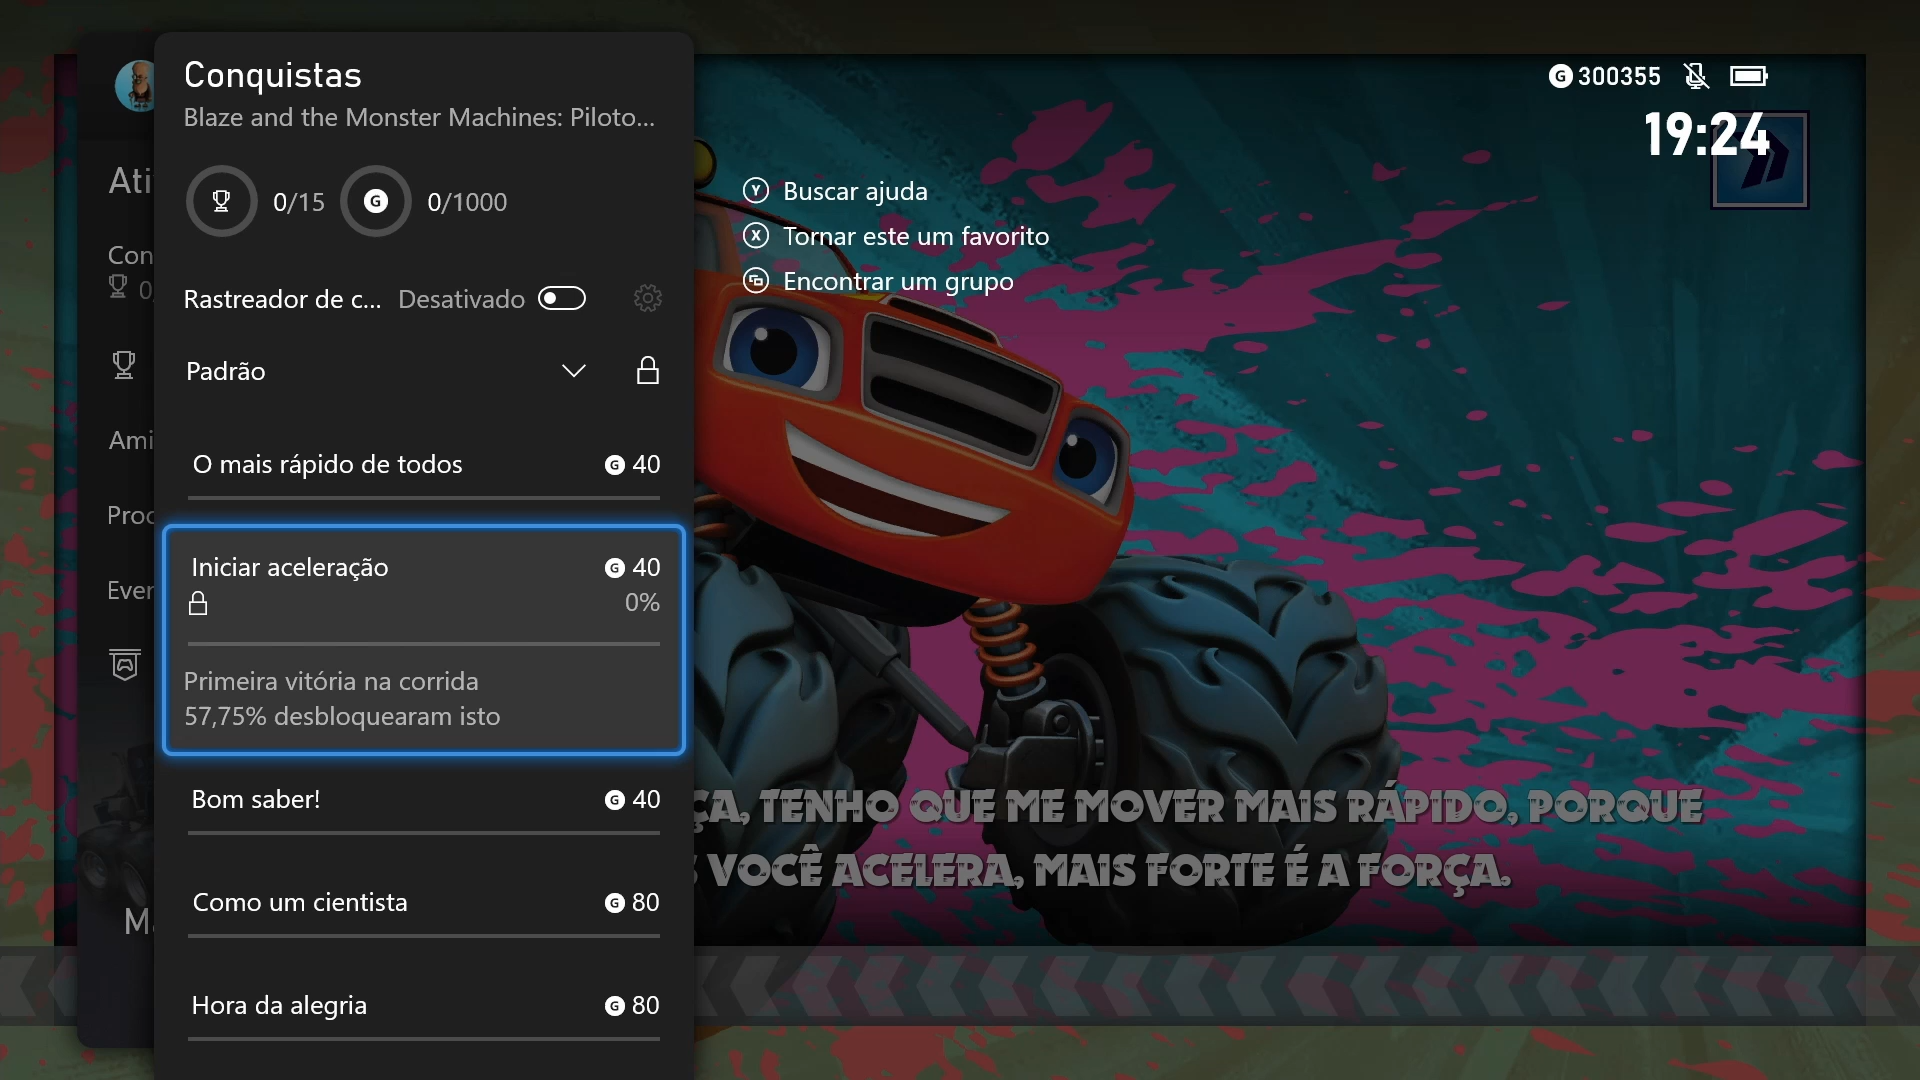 Conquistas
Blaze and the Monster Machines: Piloto...
0/15
0/1000
Rastreador de c... Desativado
Padrão
O mais rápido de todos 40
Iniciar aceleração 40
0%
Primeira vitória na corrida
57,75% desbloquearam isto
Bom saber! 40
Como um cientista 80
Hora da alegria 80
Ati
Con
0
Ami
Proc
Ever
Ma
Y Buscar ajuda
X Tornar este um favorito
Encontrar um grupo
G 300355
19:24
ÇA, TENHO QUE ME MOVER MAIS RÁPIDO, PORQUE
S VOCÊ ACELERA, MAIS FORTE É A FORÇA.